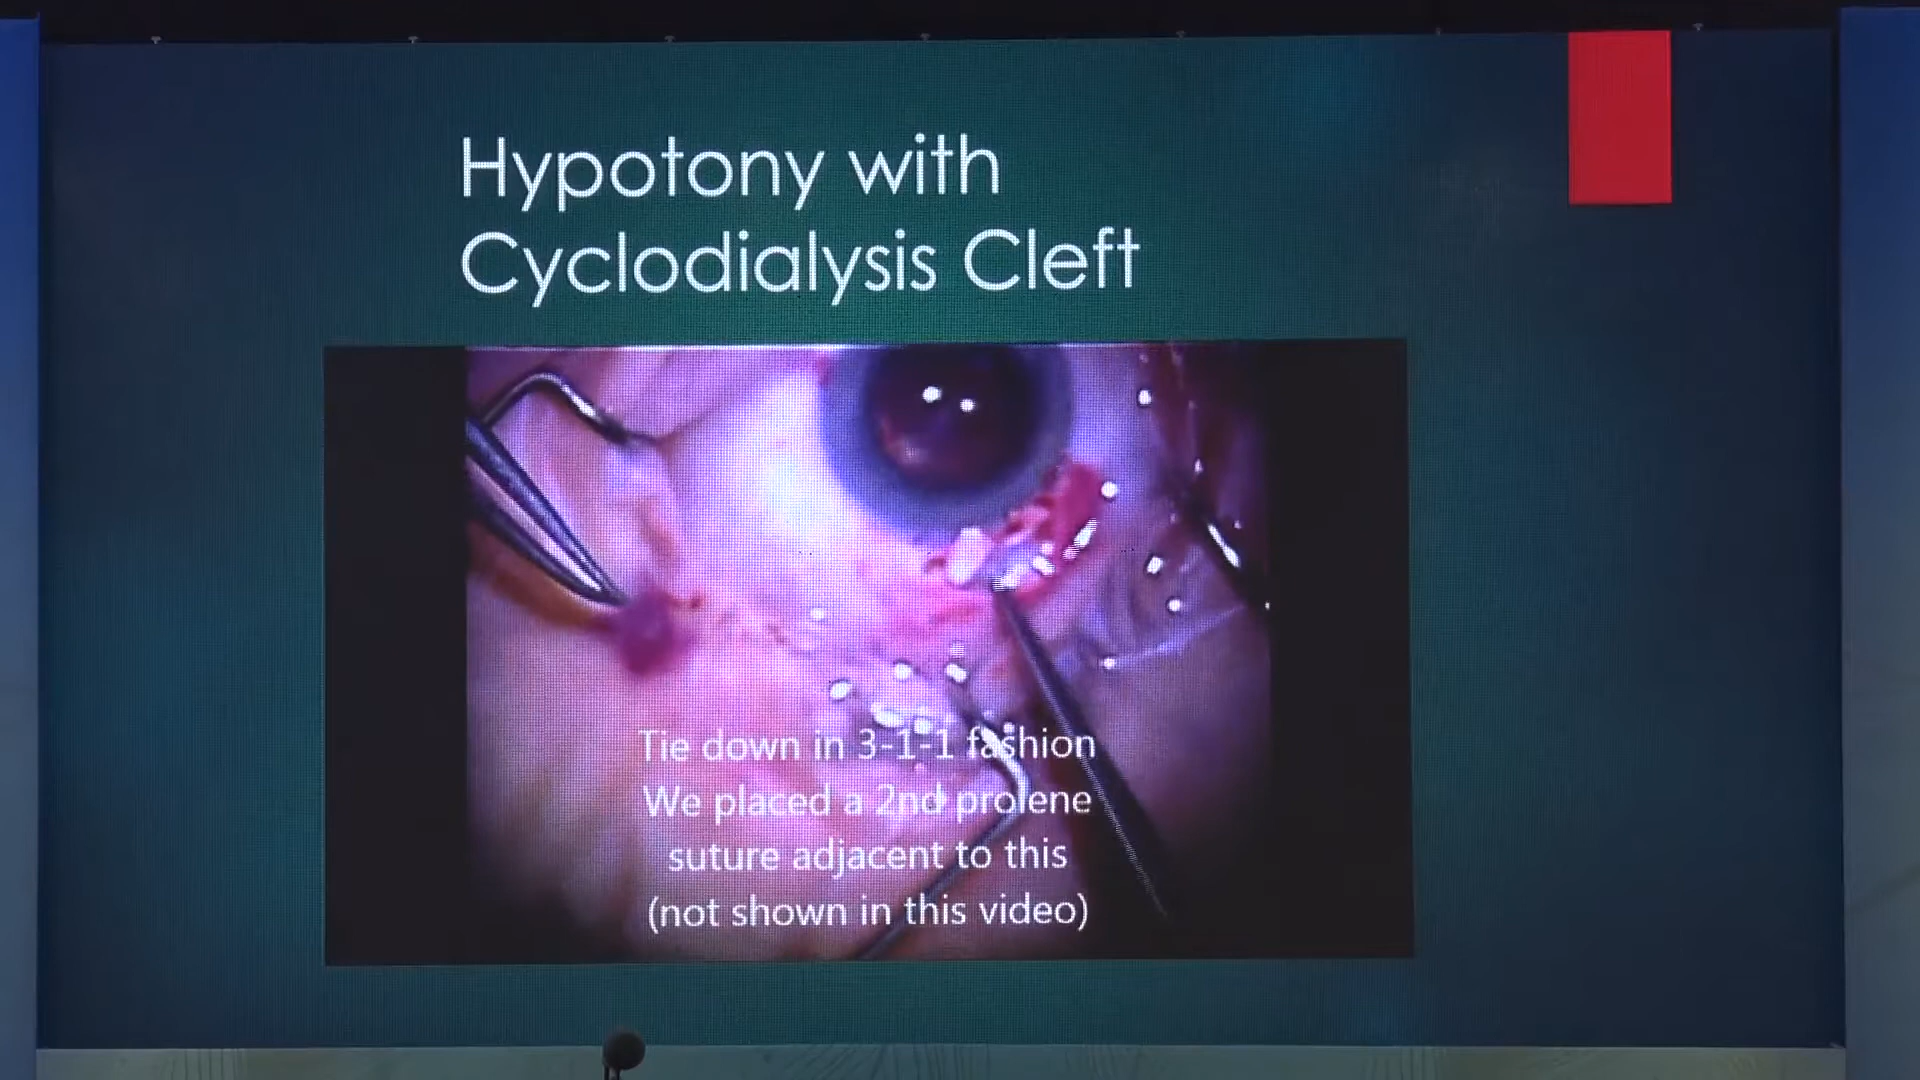 Hypotony with
Cyclodialysis Cleft
Tie down in 3-1-1 fashion
We placed a 2nd prolene
suture adjacent to this
(not shown in this video)